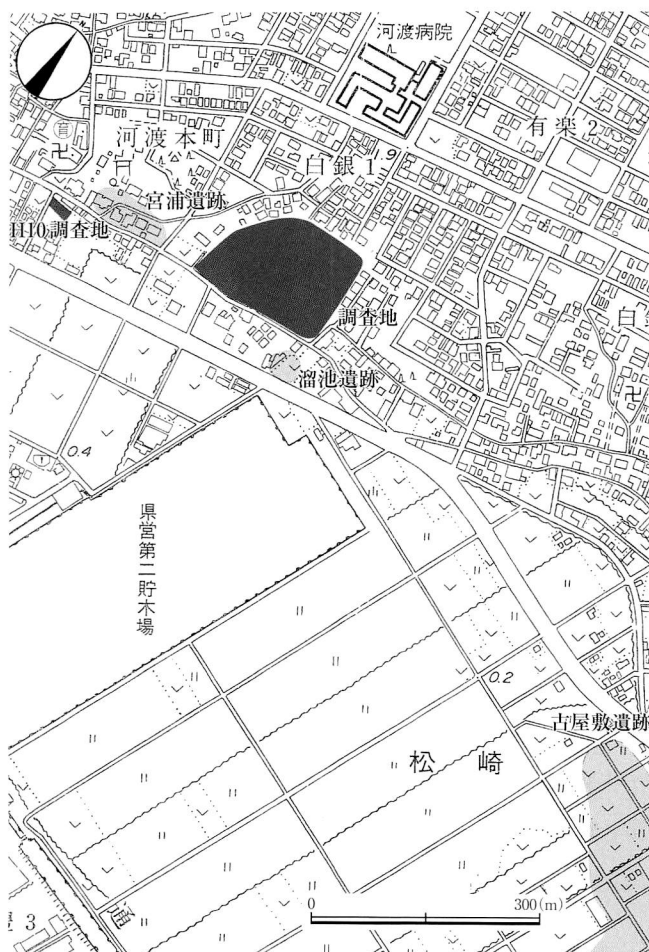 河渡病院
有楽2
河渡本町
白銀1
1.9
宮浦遺跡
H10調査地
調査地
溜池遺跡
0.4
県営第二貯木場
0.2
古屋敷遺跡
松崎
0
300(m)